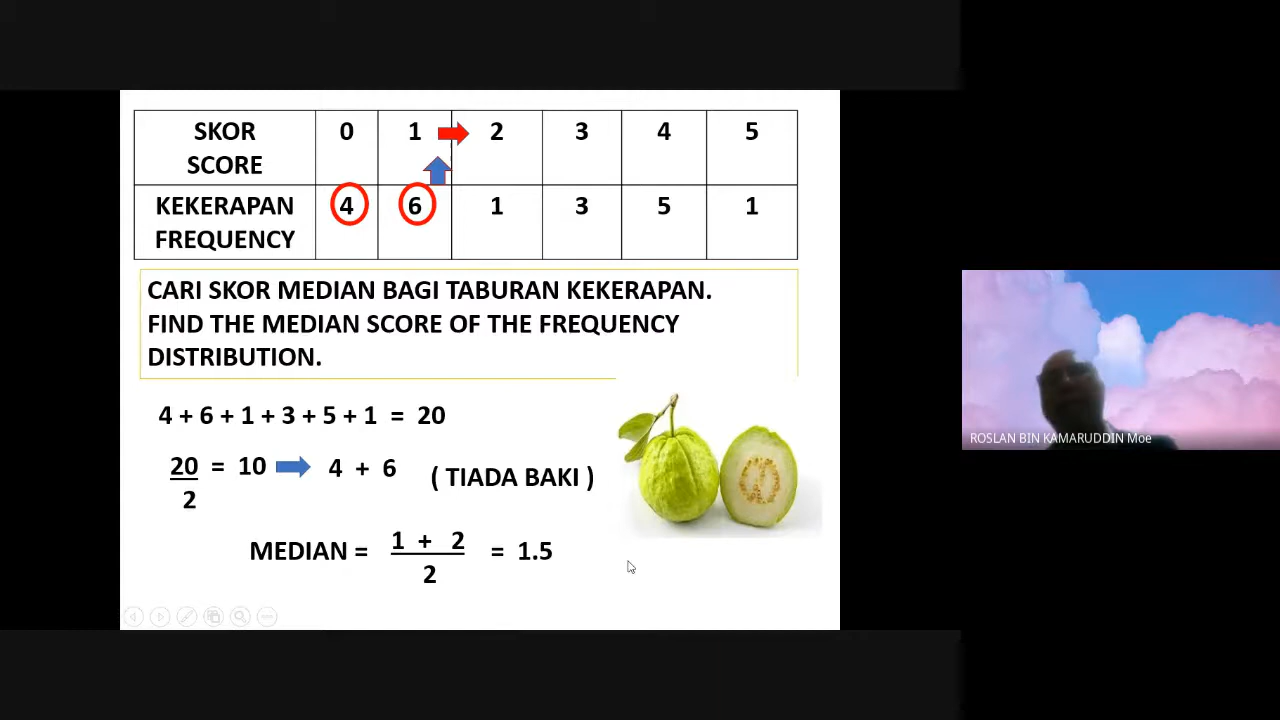 SKOR 0 1 2 3 4 5
SCORE
KEKERAPAN 4 6 1 3 5 1
FREQUENCY
CARI SKOR MEDIAN BAGI TABURAN KEKERAPAN.
FIND THE MEDIAN SCORE OF THE FREQUENCY
DISTRIBUTION.
4 + 6 + 1 + 3 + 5 + 1 = 20
20 = 10 4 + 6 ( TIADA BAKI )
2
MEDIAN = 1 + 2 = 1.5
2
ROSLAN BIN KAMARUDDIN Moe